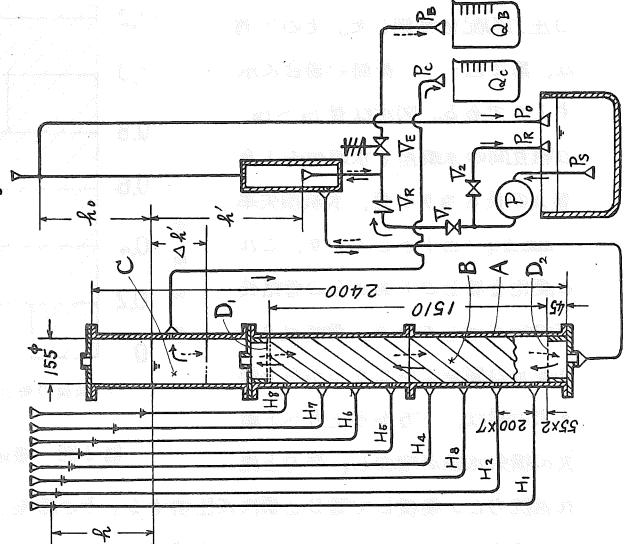 P_B
Q_B
P_C
Q_C
P_O
P_R
P_S
P
V_E
V_R
V_1
V_2
h_0
h'
Δh'
C
2400
D_1
1510
B
A
D_2
45
155φ
H_8
H_7
H_6
H_5
H_4
H_3
H_2
H_1
200×7
55×2
h